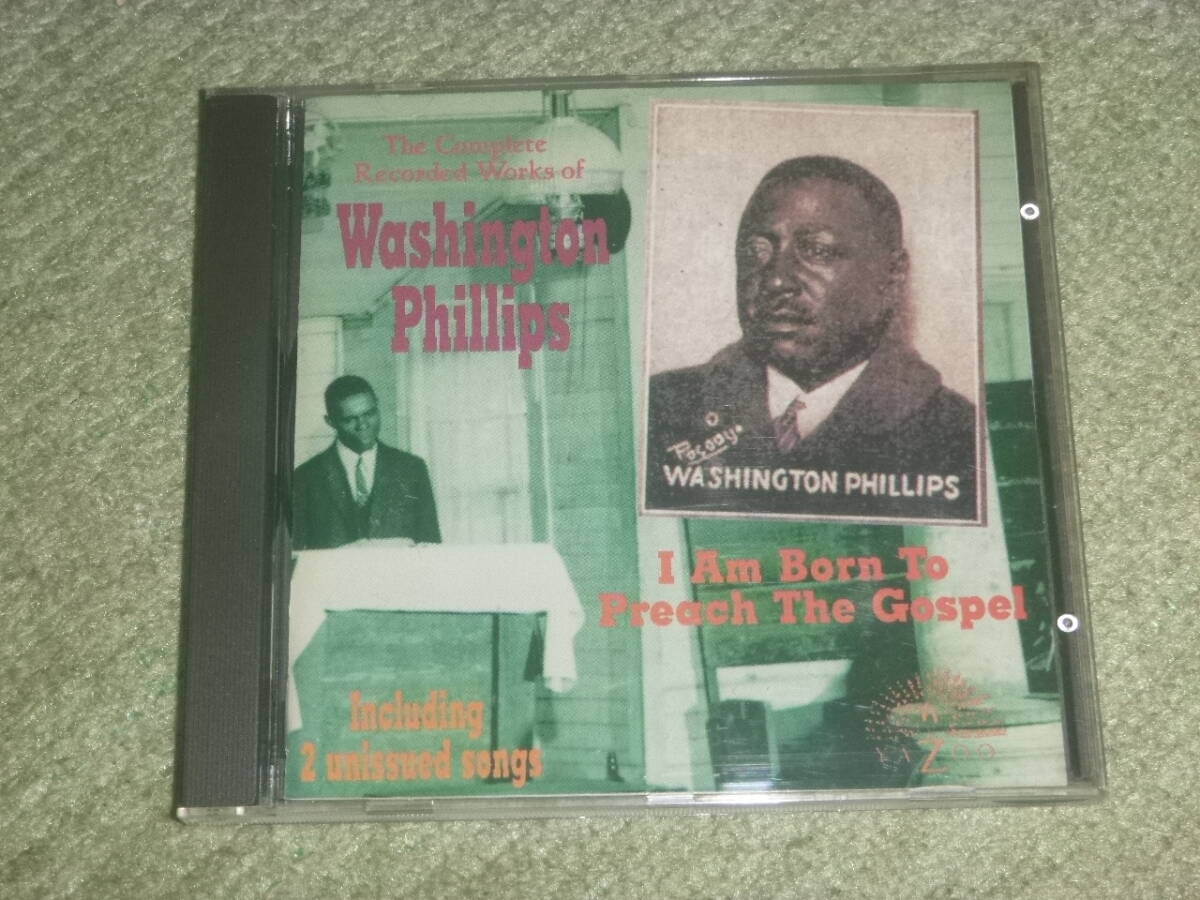 The Complete
Recorded Works of
Washington
Phillips
WASHINGTON PHILLIPS
I Am Born To
Preach The Gospel
Including
2 unissued songs